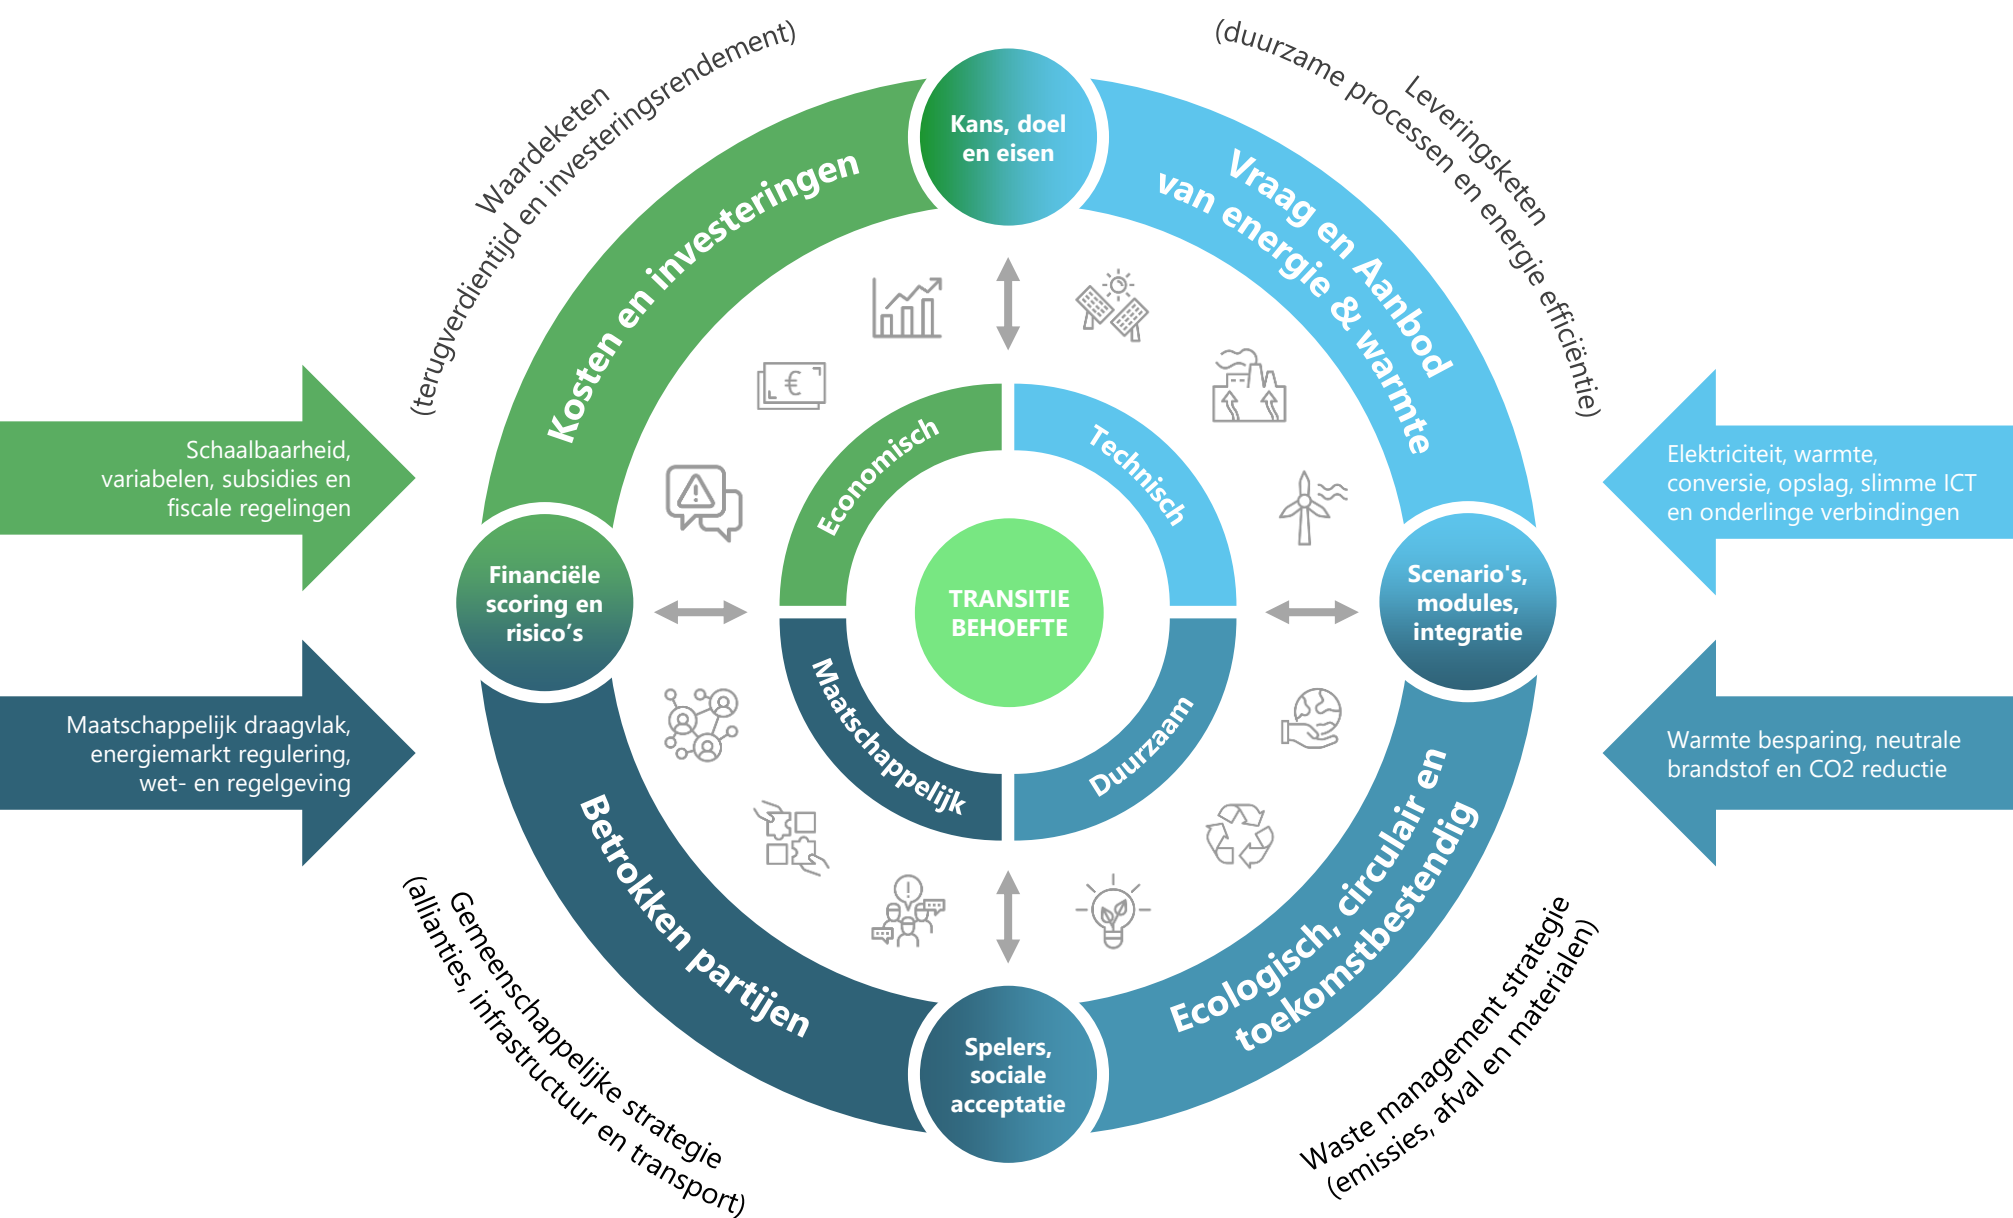 Waardeketen
(terugverdientijd en investeringsrendement)
Leveringsketen
(duurzame processen en energie efficiëntie)
Kans, doel
en eisen
Kosten en investeringen
Vraag en Aanbod
van energie & warmte
€
Schaalbaarheid,
variabelen, subsidies en
fiscale regelingen
Elektriciteit, warmte,
conversie, opslag, slimme ICT
en onderlinge verbindingen
Economisch
Technisch
Financiële
scoring en
risico’s
TRANSITIE
BEHOEFTE
Scenario's,
modules,
integratie
Maatschappelijk
Duurzaam
Maatschappelijk draagvlak,
energiemarkt regulering,
wet- en regelgeving
Warmte besparing, neutrale
brandstof en CO2 reductie
Betrokken partijen
Ecologisch, circulair en
toekomstbestendig
Spelers,
sociale
acceptatie
Gemeenschappelijke strategie
(allianties, infrastructuur en transport)
Waste management strategie
(emissies, afval en materialen)